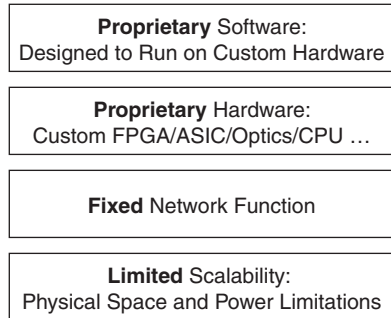 Proprietary Software:
Designed to Run on Custom Hardware
Proprietary Hardware:
Custom FPGA/ASIC/Optics/CPU …
Fixed Network Function
Limited Scalability:
Physical Space and Power Limitations